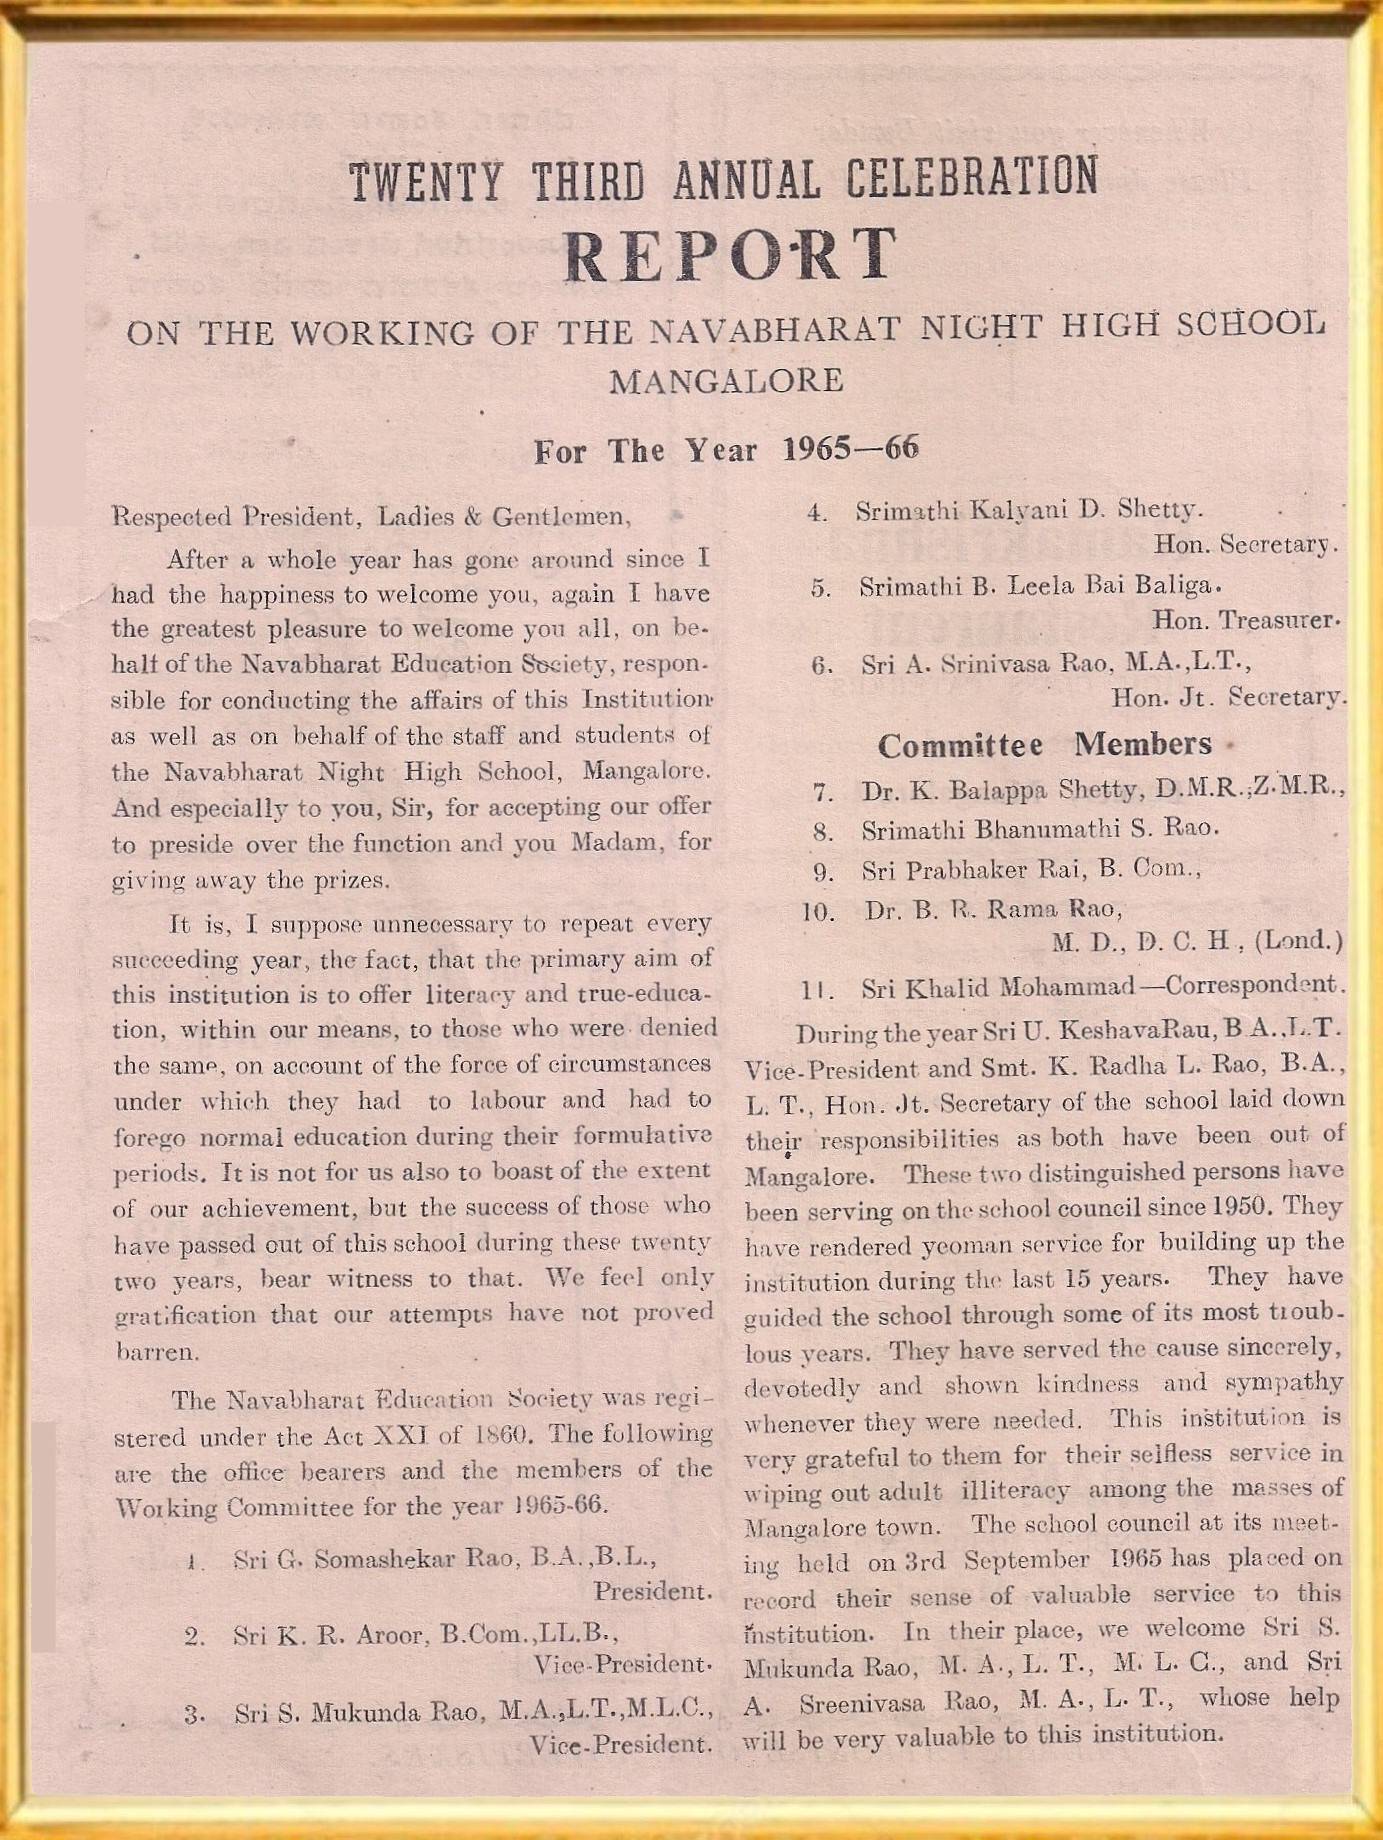 TWENTY THIRD ANNUAL CELEBRATION
REPORT
ON THE WORKING OF THE NAVABHARAT NIGHT HIGH SCHOOL
MANGALORE
For The Year 1965—66
Respected President, Ladies & Gentlemen,
After a whole year has gone around since I
had the happiness to welcome you, again I have
the greatest pleasure to welcome you all, on be-
half of the Navabharat Education Society, respon-
sible for conducting the affairs of this Institution
as well as on behalf of the staff and students of
the Navabharat Night High School, Mangalore.
And especially to you, Sir, for accepting our offer
to preside over the function and you Madam, for
giving away the prizes.
It is, I suppose unnecessary to repeat every
succeeding year, the fact, that the primary aim of
this institution is to offer literacy and true-educa-
tion, within our means, to those who were denied
the same, on account of the force of circumstances
under which they had to labour and had to
forego normal education during their formulative
periods. It is not for us also to boast of the extent
of our achievement, but the success of those who
have passed out of this school during these twenty
two years, bear witness to that. We feel only
gratification that our attempts have not proved
barren.
The Navabharat Education Society was regi-
stered under the Act XXI of 1860. The following
are the office bearers and the members of the
Working Committee for the year 1965-66.
1. Sri G. Somashekar Rao, B.A.,B.L.,
President.
2. Sri K. R. Aroor, B.Com.,LL.B.,
Vice-President.
3. Sri S. Mukunda Rao, M.A.,L.T.,M.L.C.,
Vice-President.
4. Srimathi Kalyani D. Shetty.
Hon. Secretary.
5. Srimathi B. Leela Bai Baliga.
Hon. Treasurer.
6. Sri A. Srinivasa Rao, M.A.,L.T.,
Hon. Jt. Secretary.
Committee Members
7. Dr. K. Balappa Shetty, D.M.R.;Z.M.R.,
8. Srimathi Bhanumathi S. Rao.
9. Sri Prabhaker Rai, B. Com.,
10. Dr. B. R. Rama Rao,
M. D., D. C. H , (Lond.)
11. Sri Khalid Mohammad—Correspondent.
During the year Sri U. KeshavaRau, B A.,L.T.
Vice-President and Smt. K. Radha L. Rao, B.A.,
L. T., Hon. Jt. Secretary of the school laid down
their responsibilities as both have been out of
Mangalore. These two distinguished persons have
been serving on the school council since 1950. They
have rendered yeoman service for building up the
institution during the last 15 years. They have
guided the school through some of its most troub-
lous years. They have served the cause sincerely,
devotedly and shown kindness and sympathy
whenever they were needed. This institution is
very grateful to them for their selfless service in
wiping out adult illiteracy among the masses of
Mangalore town. The school council at its meet-
ing held on 3rd September 1965 has placed on
record their sense of valuable service to this
institution. In their place, we welcome Sri S.
Mukunda Rao, M. A., L. T., M. L. C., and Sri
A. Sreenivasa Rao, M. A., L. T., whose help
will be very valuable to this institution.